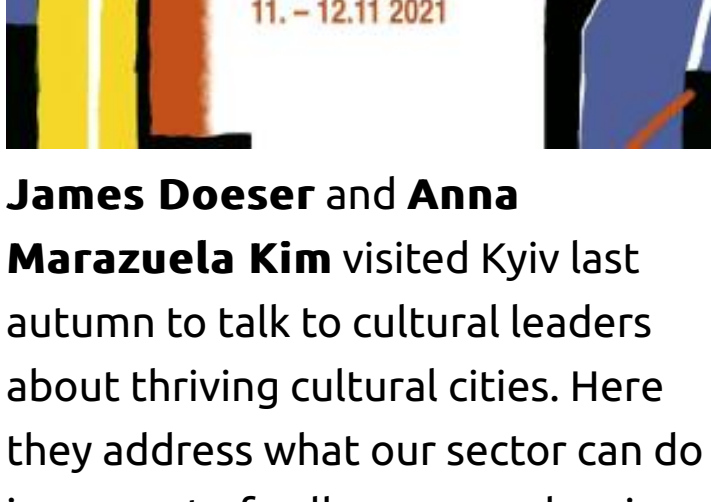 11. – 12.11 2021
James Doeser and Anna
Marazuela Kim visited Kyiv last
autumn to talk to cultural leaders
about thriving cultural cities. Here
they address what our sector can do